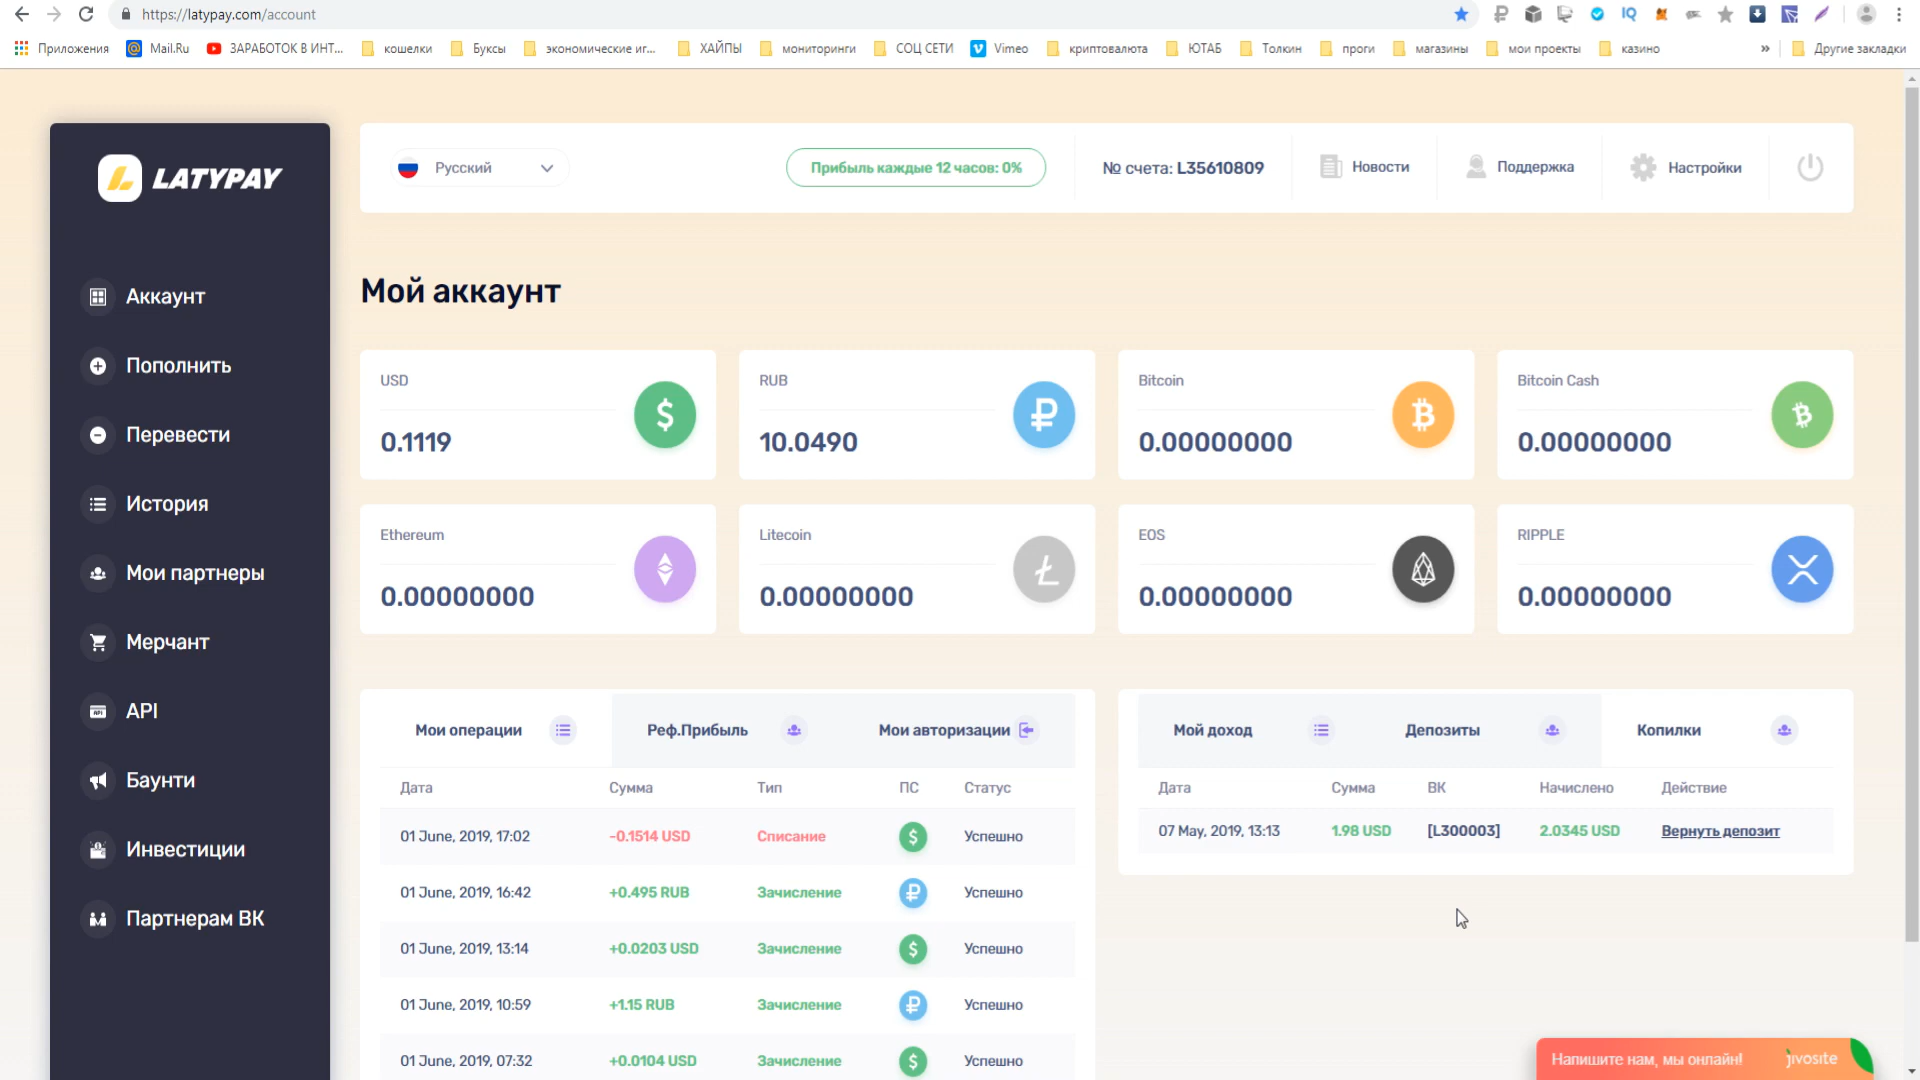 https://latypay.com/account
Приложения
Mail.Ru
ЗАРАБОТОК В ИНТ...
кошелки
Буксы
экономические иг...
ХАЙПЫ
мониторинги
СОЦ СЕТИ
Vimeo
криптовалюта
ЮТАБ
Толкин
проги
магазины
мои проекты
казино
»
Другие закладки
LATYPAY
Русский
Прибыль каждые 12 часов: 0%
№ счета: L35610809
Новости
Поддержка
Настройки
Аккаунт
Пополнить
Перевести
История
Мои партнеры
Мерчант
API
Баунти
Инвестиции
Партнерам ВК
Мой аккаунт
USD
0.1119
RUB
10.0490
Bitcoin
0.00000000
Bitcoin Cash
0.00000000
Ethereum
0.00000000
Litecoin
0.00000000
EOS
0.00000000
RIPPLE
0.00000000
Мои операции
Реф.Прибыль
Мои авторизации
Дата Сумма Тип ПС Статус
01 June, 2019, 17:02 -0.1514 USD Списание Успешно
01 June, 2019, 16:42 +0.495 RUB Зачисление Успешно
01 June, 2019, 13:14 +0.0203 USD Зачисление Успешно
01 June, 2019, 10:59 +1.15 RUB Зачисление Успешно
01 June, 2019, 07:32 +0.0104 USD Зачисление Успешно
Мой доход
Депозиты
Копилки
Дата Сумма ВК Начислено Действие
07 May, 2019, 13:13 1.98 USD [L300003] 2.0345 USD Вернуть депозит
Напишите нам, мы онлайн!
jivosite